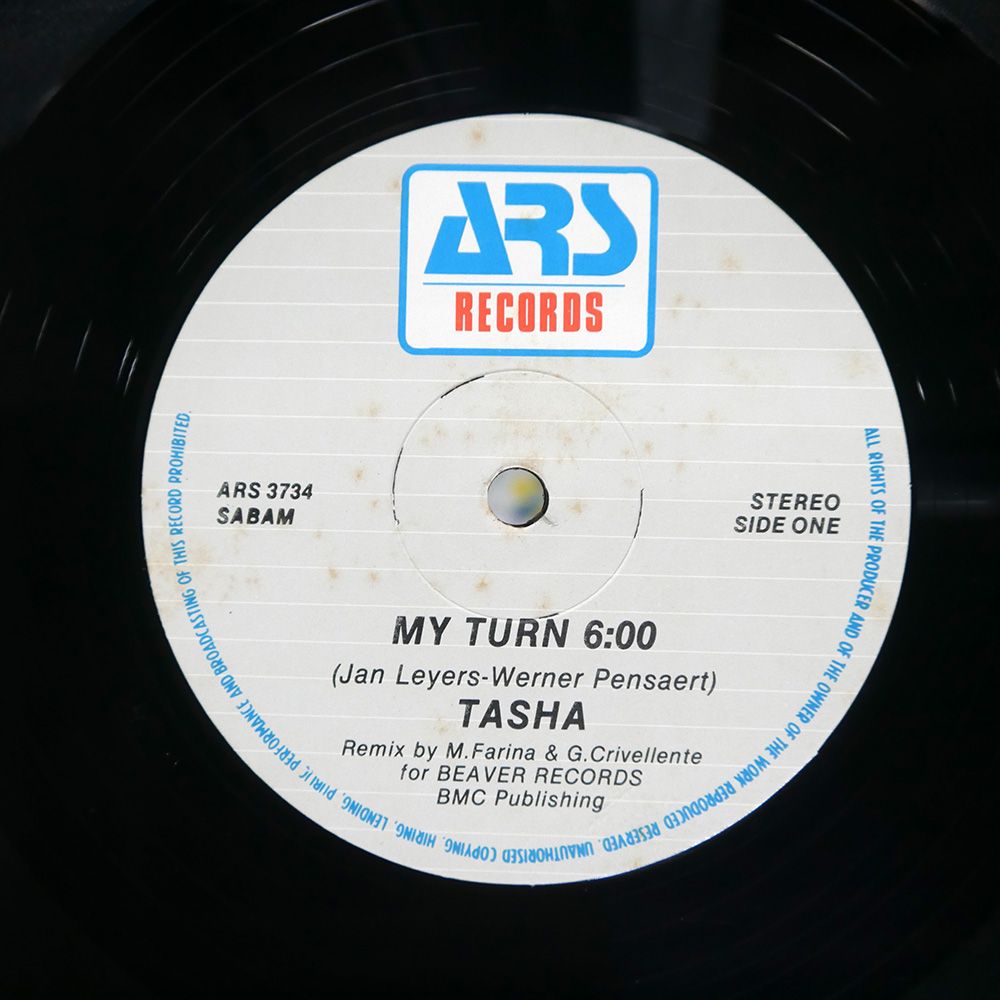 ARS
RECORDS
ARS 3734
SABAM
STEREO
SIDE ONE
MY TURN 6:00
(Jan Leyers-Werner Pensaert)
TASHA
Remix by M.Farina & G.Crivellente
for BEAVER RECORDS
BMC Publishing
ALL RIGHTS OF THE PRODUCER AND OF THE OWNER OF THE WORK REPRODUCED RESERVED. UNAUTHORISED COPYING, HIRING, LENDING, PUBLIC PERFORMANCE AND BROADCASTING OF THIS RECORD PROHIBITED.